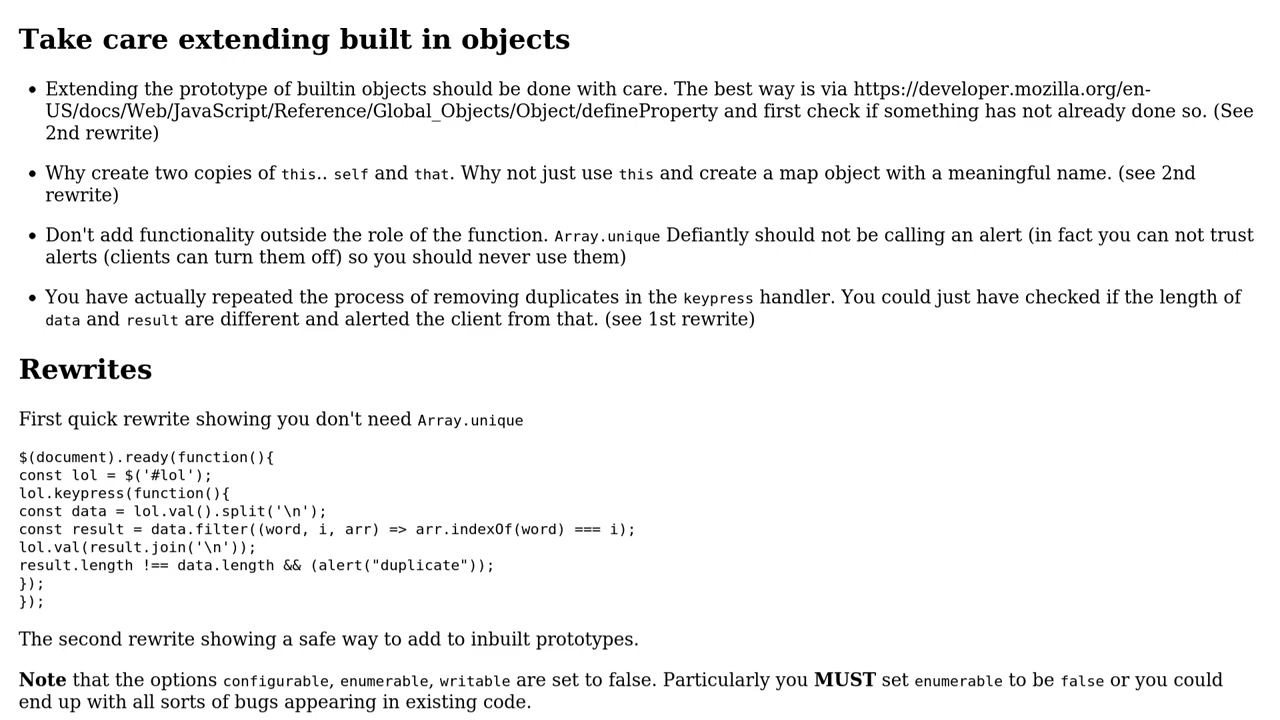 Take care extending built in objects
Extending the prototype of builtin objects should be done with care. The best way is via https://developer.mozilla.org/en-
US/docs/Web/JavaScript/Reference/Global_Objects/Object/defineProperty and first check if something has not already done so. (See
2nd rewrite)
Why create two copies of this.. self and that. Why not just use this and create a map object with a meaningful name. (see 2nd
rewrite)
Don't add functionality outside the role of the function. Array.unique Defiantly should not be calling an alert (in fact you can not trust
alerts (clients can turn them off) so you should never use them)
You have actually repeated the process of removing duplicates in the keypress handler. You could just have checked if the length of
data and result are different and alerted the client from that. (see 1st rewrite)
Rewrites
First quick rewrite showing you don't need Array.unique
$(document).ready(function(){
const lol = $('#lol');
lol.keypress(function(){
const data = lol.val().split('\n');
const result = data.filter((word, i, arr) => arr.indexOf(word) === i);
lol.val(result.join('\n'));
result.length !== data.length && (alert("duplicate"));
});
});
The second rewrite showing a safe way to add to inbuilt prototypes.
Note that the options configurable, enumerable, writable are set to false. Particularly you MUST set enumerable to be false or you could
end up with all sorts of bugs appearing in existing code.